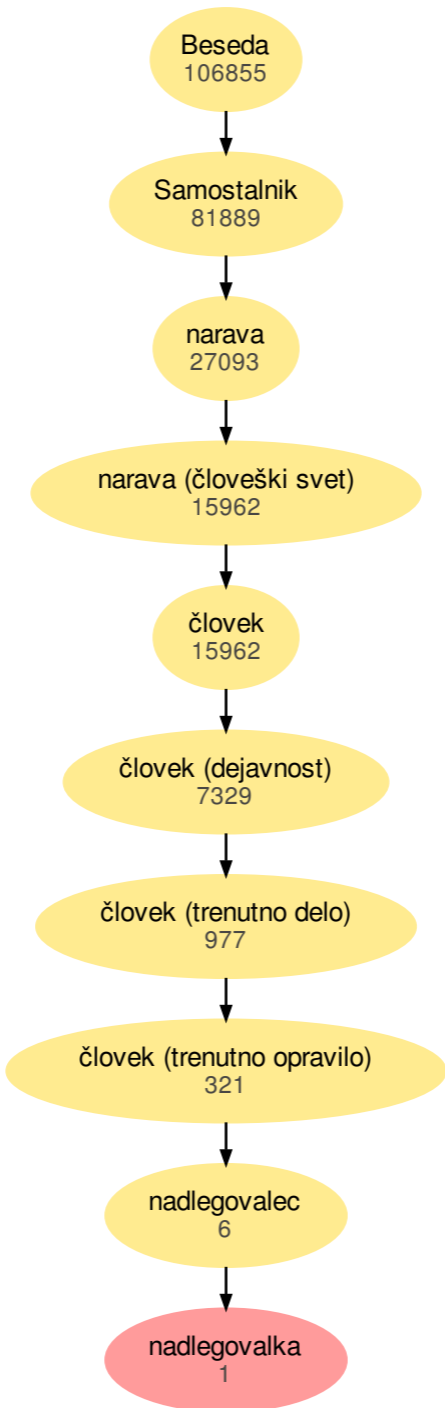 Beseda
106855
Samostalnik
81889
narava
27093
narava (človeški svet)
15962
človek
15962
človek (dejavnost)
7329
človek (trenutno delo)
977
človek (trenutno opravilo)
321
nadlegovalec
6
nadlegovalka
1